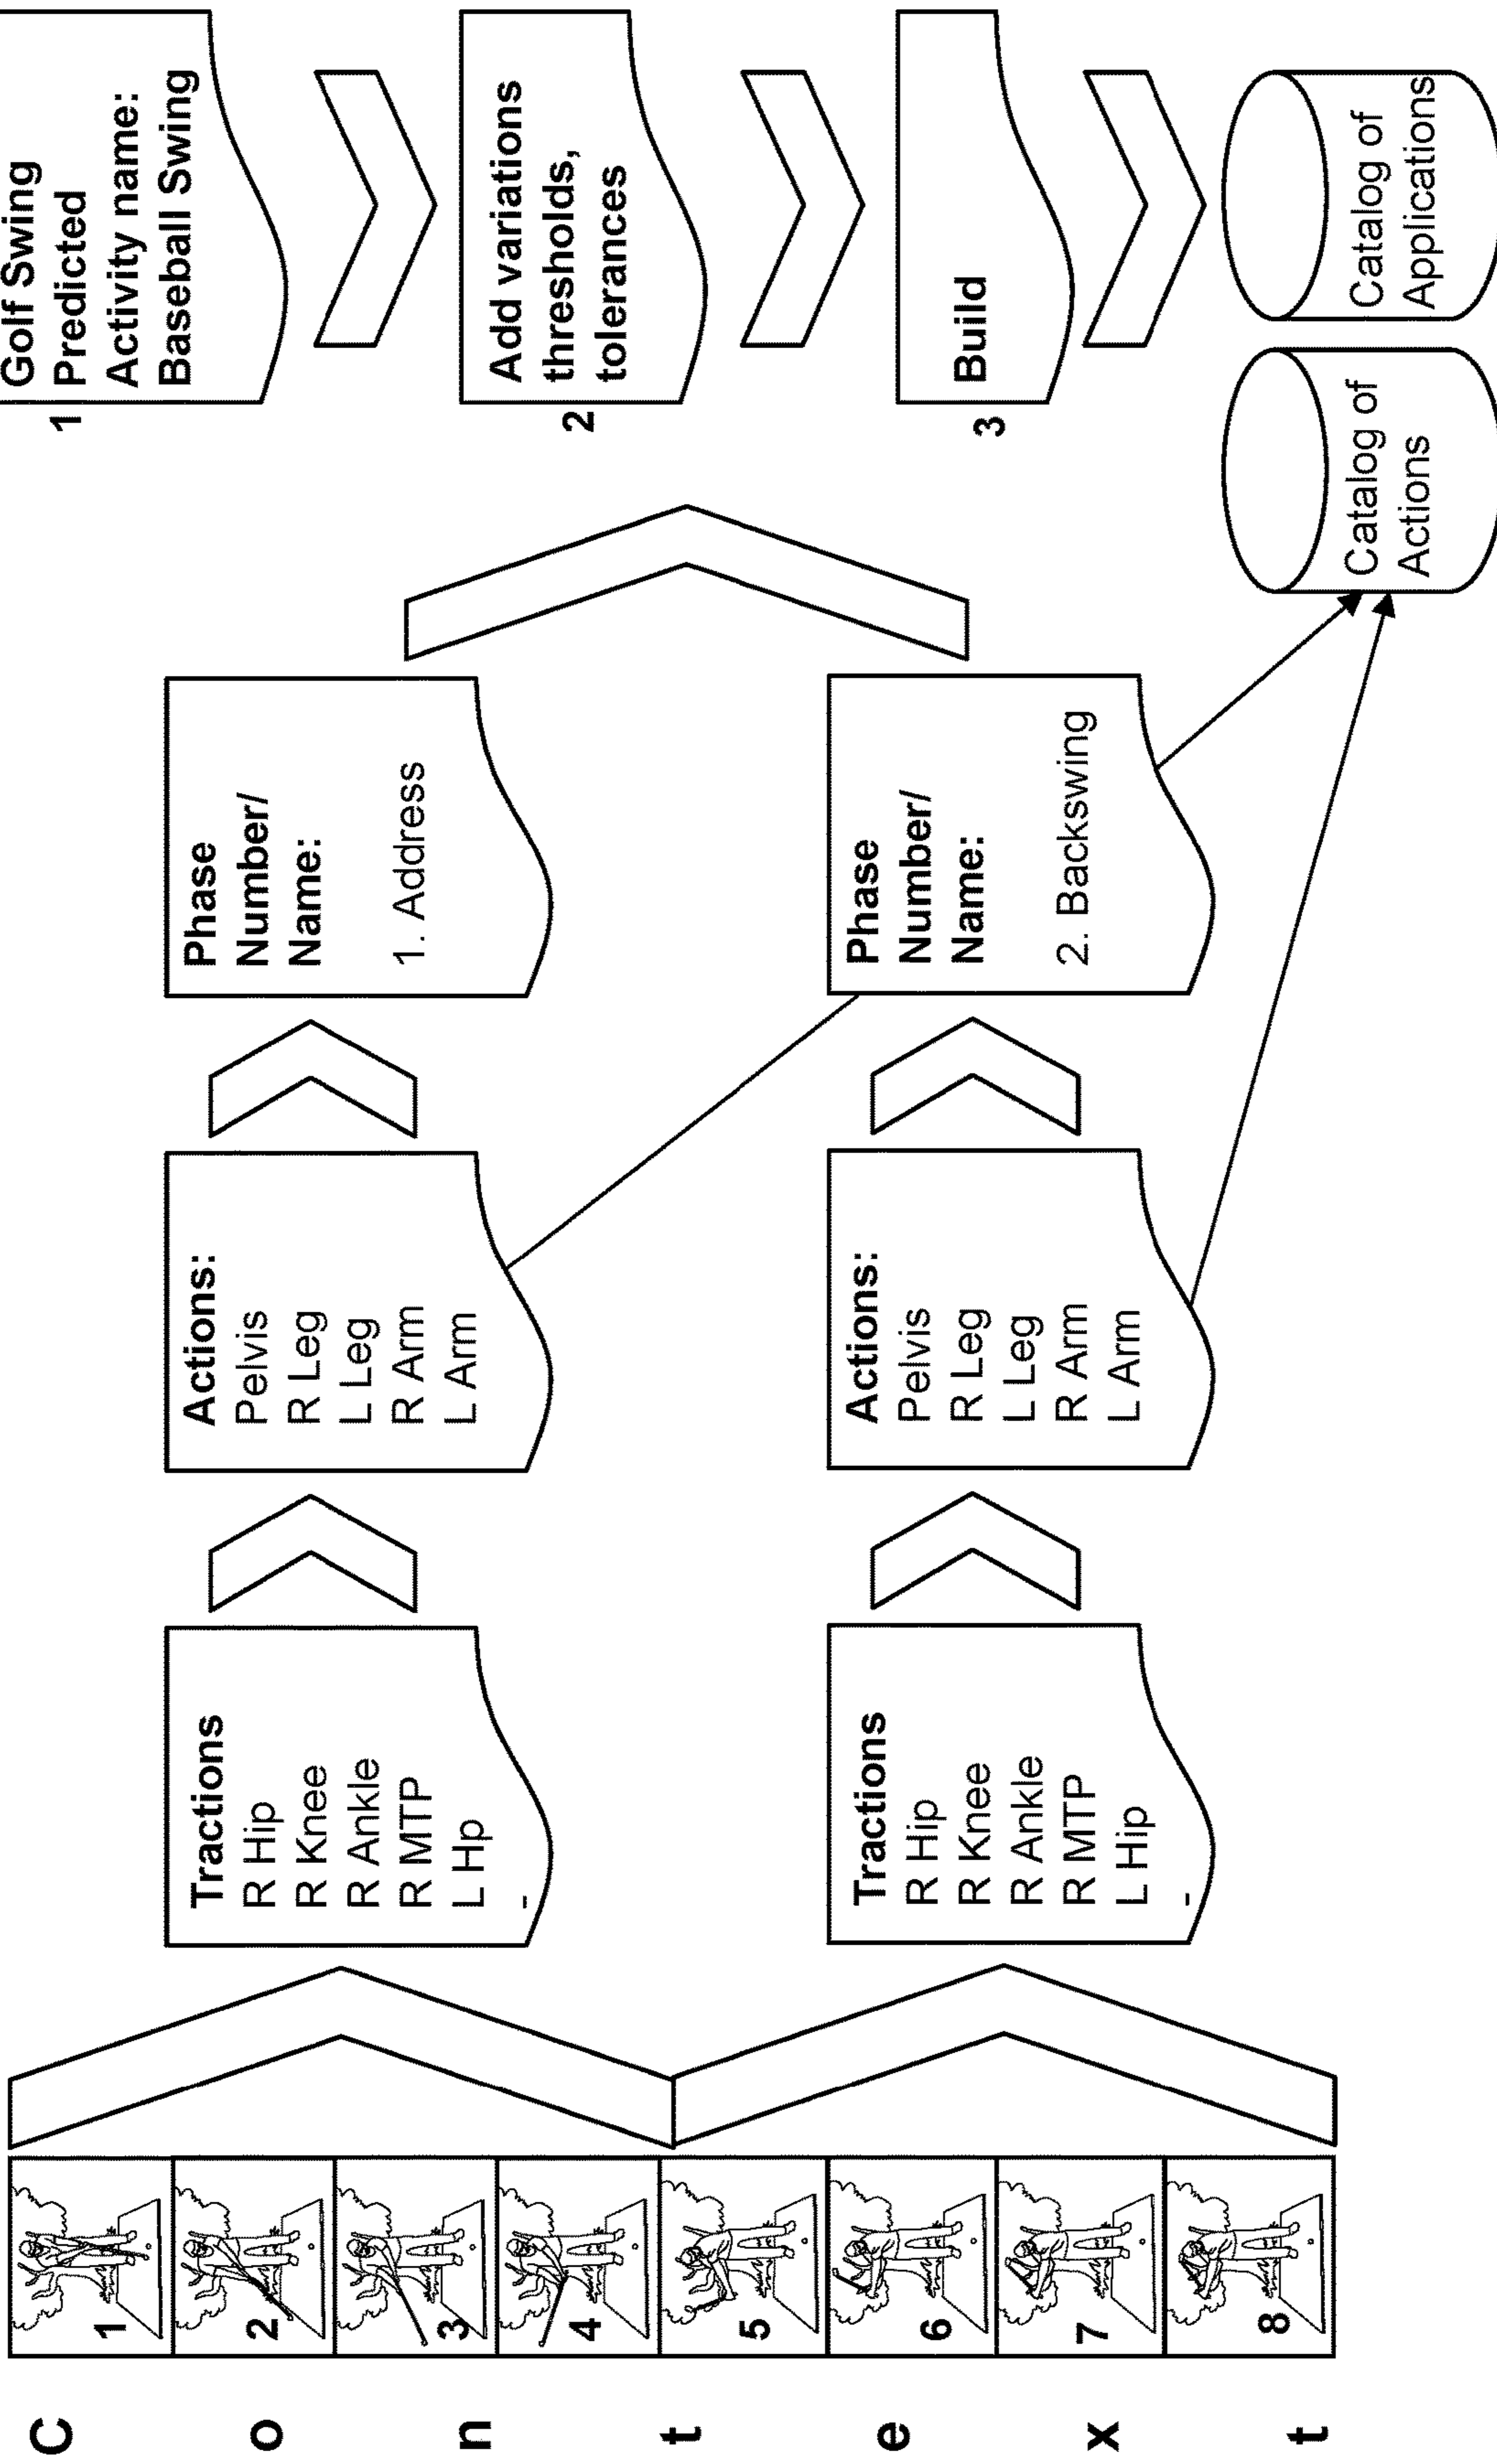 C
o
n
t
e
x
t
1
2
3
4
5
6
7
8
Tractions
R Hip
R Knee
R Ankle
R MTP
L Hp
-
Actions:
Pelvis
R Leg
L Leg
R Arm
L Arm
Phase
Number/
Name:
1. Address
Tractions
R Hip
R Knee
R Ankle
R MTP
L Hip
-
Actions:
Pelvis
R Leg
L Leg
R Arm
L Arm
Phase
Number/
Name:
2. Backswing
1
Golf Swing
Predicted
Activity name:
Baseball Swing
2
Add variations
thresholds,
tolerances
3
Build
Catalog of
Actions
Catalog of
Applications